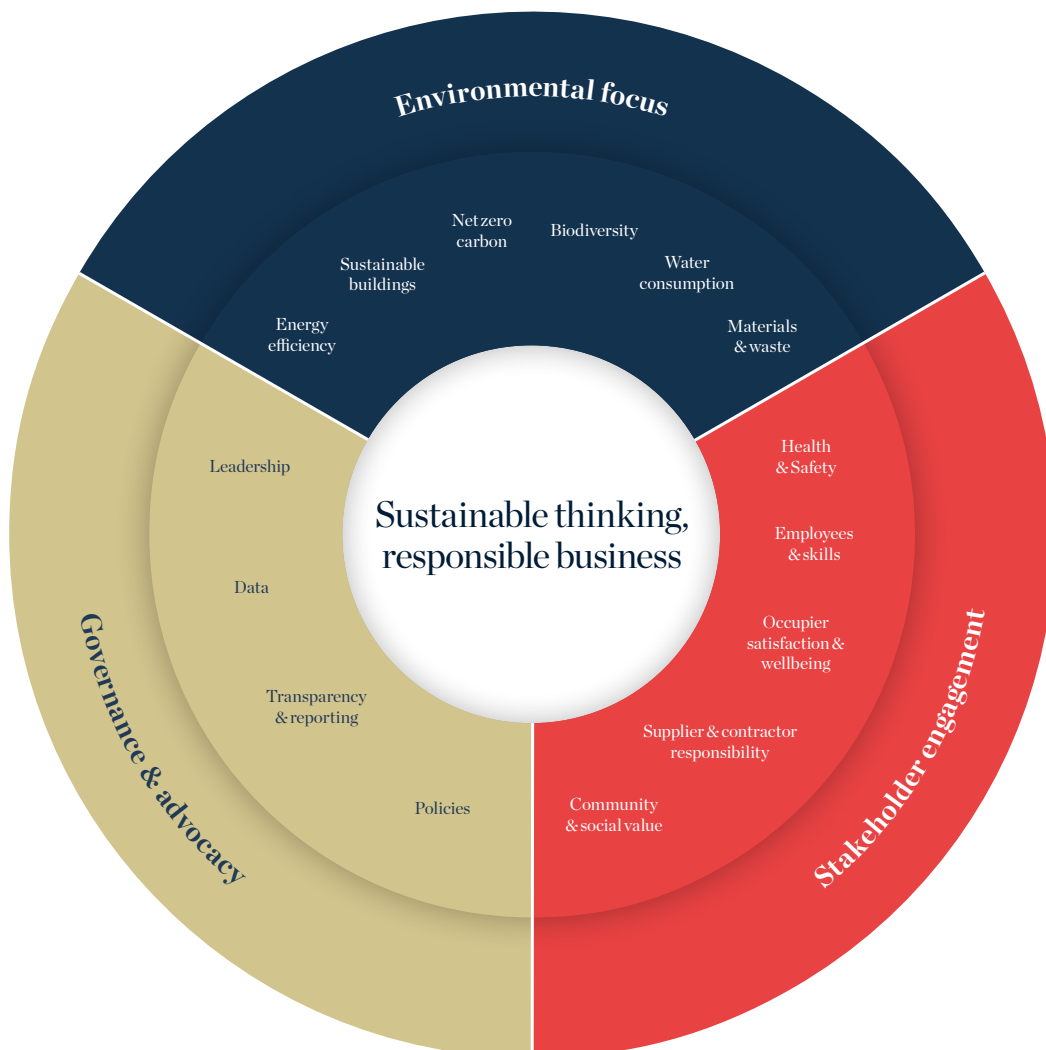 Environmental focus
Net zero
carbon
Biodiversity
Sustainable
buildings
Water
consumption
Energy
efficiency
Materials
& waste
Sustainable thinking,
responsible business
Health
& Safety
Employees
& skills
Occupier
satisfaction &
wellbeing
Supplier & contractor
responsibility
Community
& social value
Stakeholder engagement
Leadership
Data
Transparency
& reporting
Policies
Governance & advocacy